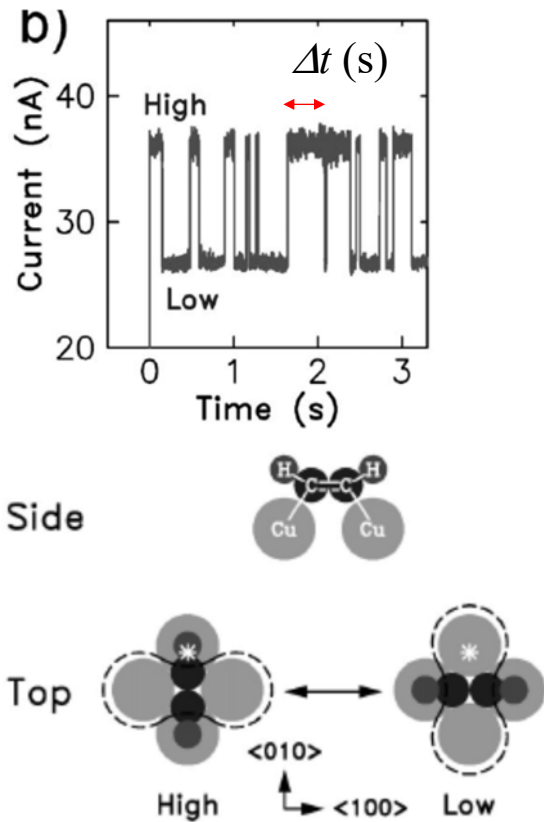 b)
Δt (s)
40
High
Current (nA)
30
Low
20
0 1 2 3
Time (s)
H C C H
Side
Cu Cu
Top
<010>
<100>
High Low